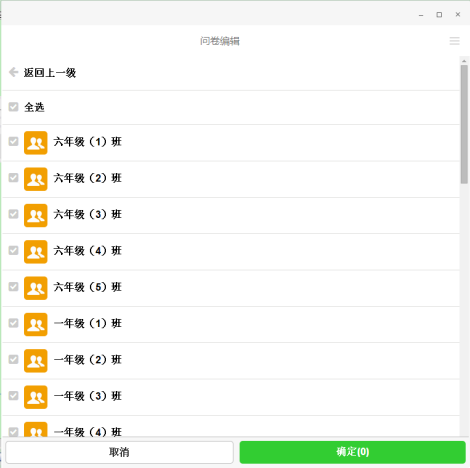 问卷编辑
返回上一级
全选
六年级（1）班
六年级（2）班
六年级（3）班
六年级（4）班
六年级（5）班
一年级（1）班
一年级（2）班
一年级（3）班
一年级（4）班
取消
确定(0)